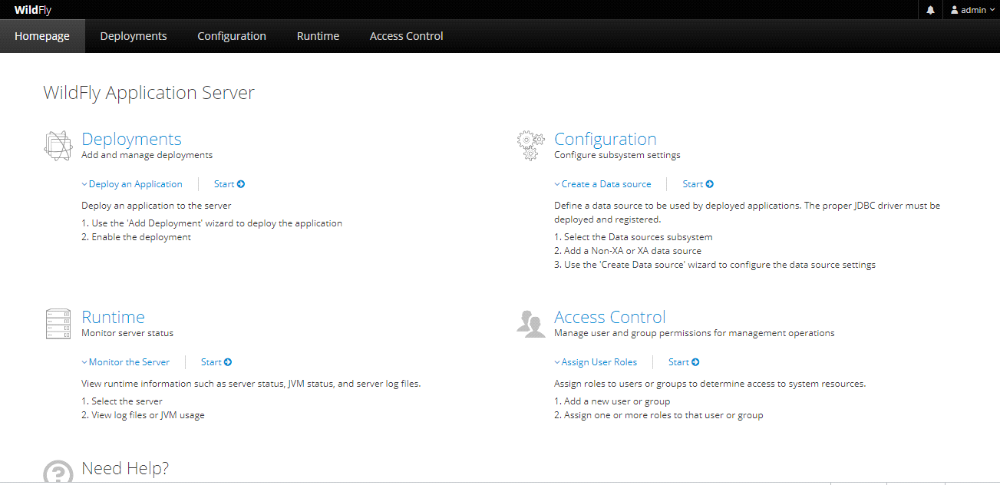 WildFly
admin
Homepage Deployments Configuration Runtime Access Control
WildFly Application Server
Deployments
Add and manage deployments
Deploy an Application
Start
Deploy an application to the server
1. Use the 'Add Deployment' wizard to deploy the application
2. Enable the deployment
Configuration
Configure subsystem settings
Create a Data source
Start
Define a data source to be used by deployed applications. The proper JDBC driver must be
deployed and registered.
1. Select the Data sources subsystem
2. Add a Non-XA or XA data source
3. Use the 'Create Data source' wizard to configure the data source settings
Runtime
Monitor server status
Monitor the Server
Start
View runtime information such as server status, JVM status, and server log files.
1. Select the server
2. View log files or JVM usage
Access Control
Manage user and group permissions for management operations
Assign User Roles
Start
Assign roles to users or groups to determine access to system resources.
1. Add a new user or group
2. Assign one or more roles to that user or group
Need Help?